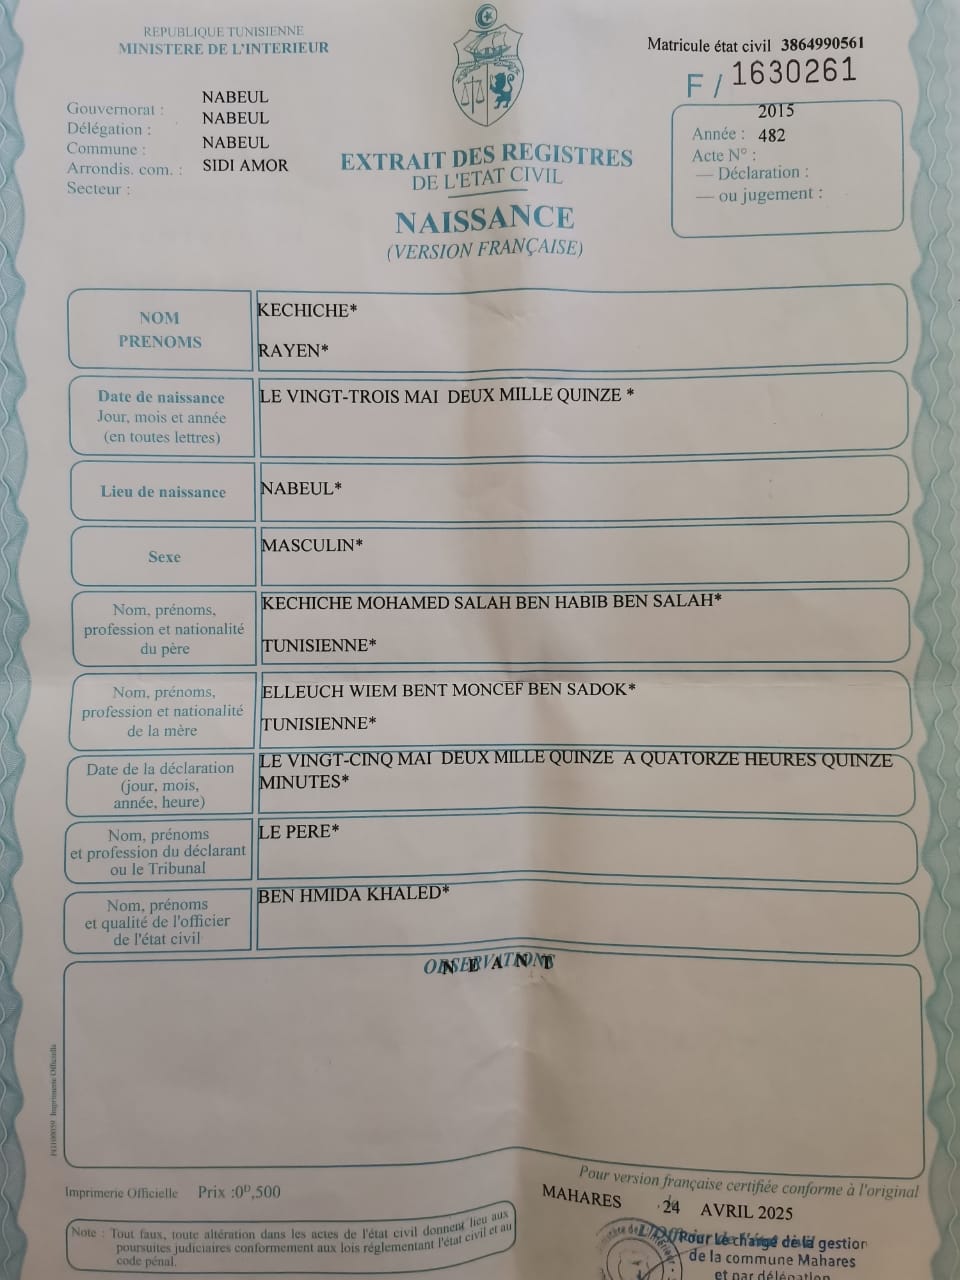 REPUBLIQUE TUNISIENNE
MINISTERE DE L'INTERIEUR
Gouvernorat : NABEUL
Délégation : NABEUL
Commune : NABEUL
Arrondis. com. : SIDI AMOR
Secteur :
Matricule état civil 3864990561
F / 1630261
2015
Année : 482
Acte N° :
— Déclaration :
— ou jugement :
EXTRAIT DES REGISTRES
DE L'ETAT CIVIL
NAISSANCE
(VERSION FRANÇAISE)
NOM
PRENOMS
KECHICHE*
RAYEN*
Date de naissance
Jour, mois et année
(en toutes lettres)
LE VINGT-TROIS MAI DEUX MILLE QUINZE *
Lieu de naissance
NABEUL*
Sexe
MASCULIN*
Nom, prénoms,
profession et nationalité
du père
KECHICHE MOHAMED SALAH BEN HABIB BEN SALAH*
TUNISIENNE*
Nom, prénoms,
profession et nationalité
de la mère
ELLEUCH WIEM BENT MONCEF BEN SADOK*
TUNISIENNE*
Date de la déclaration
(jour, mois,
année, heure)
LE VINGT-CINQ MAI DEUX MILLE QUINZE A QUATORZE HEURES QUINZE
MINUTES*
Nom, prénoms
et profession du déclarant
ou le Tribunal
LE PERE*
Nom, prénoms
et qualité de l'officier
de l'état civil
BEN HMIDA KHALED*
OBSERVATIONS
N E A N T
Imprimerie Officielle
Imprimerie Officielle Prix :0ᴰ,500
Note : Tout faux, toute altération dans les actes de l'état civil donnent lieu aux
poursuites judiciaires conformement aux lois réglementant l'état civil et au
code pénal.
Pour version française certifiée conforme à l'original
MAHARES 24 AVRIL 2025
Pour Le chargé de la gestion
de la commune Mahares
et par délégation